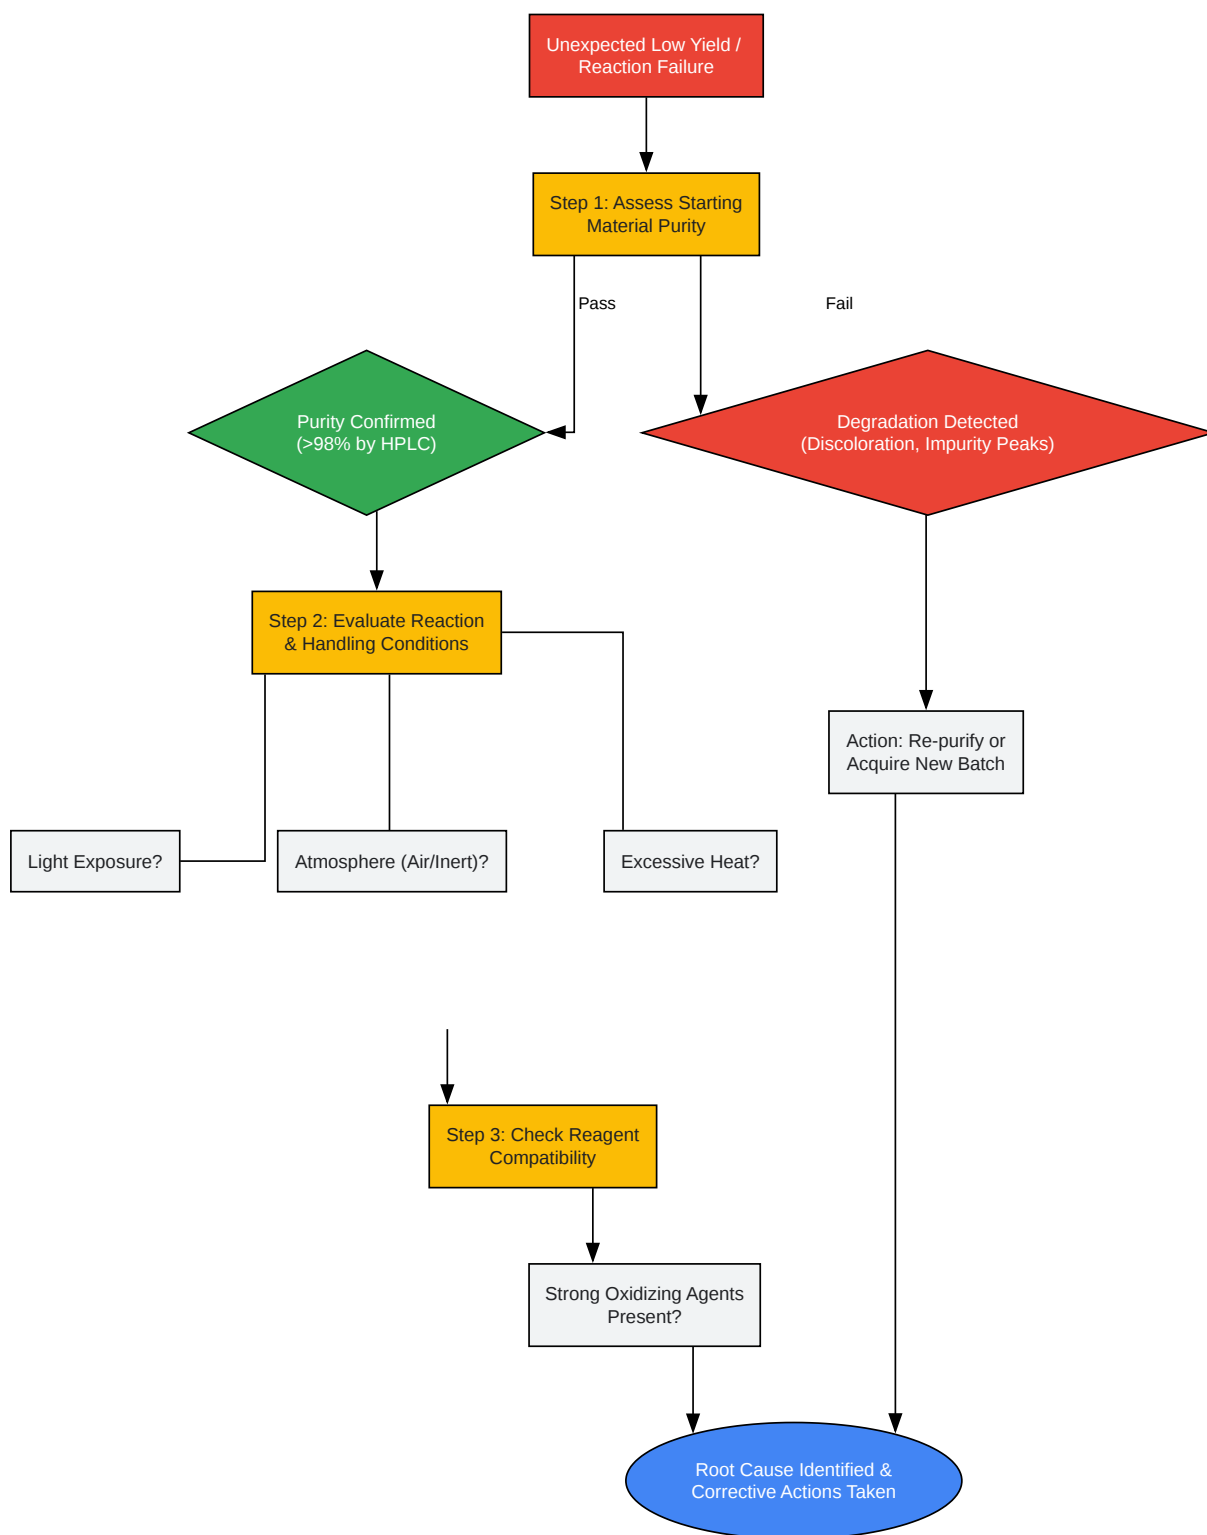 Unexpected Low Yield /
Reaction Failure
Step 1: Assess Starting
Material Purity
Pass
Fail
Purity Confirmed
(>98% by HPLC)
Degradation Detected
(Discoloration, Impurity Peaks)
Step 2: Evaluate Reaction
& Handling Conditions
Action: Re-purify or
Acquire New Batch
Light Exposure?
Atmosphere (Air/Inert)?
Excessive Heat?
Step 3: Check Reagent
Compatibility
Strong Oxidizing Agents
Present?
Root Cause Identified &
Corrective Actions Taken